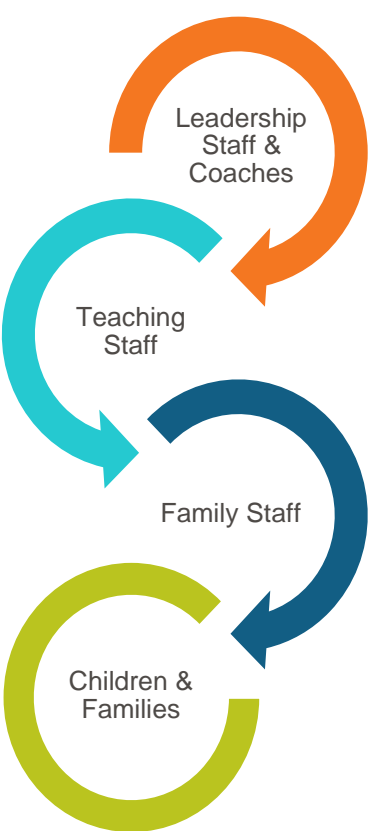 Leadership
Staff &
Coaches
Teaching
Staff
Family Staff
Children &
Families